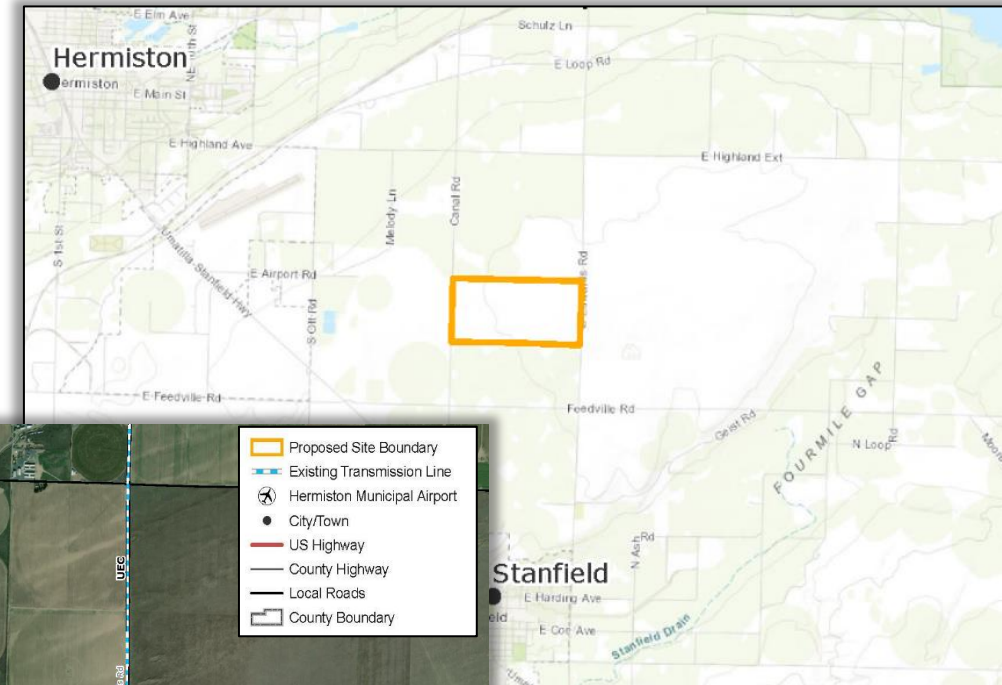 E Elm Ave
Schulz Ln
E Loop Rd
Hermiston
ermiston
E Main St
E Highland Ave
E Highland Ext
Melody Ln
Canal Rd
S 1st St
Umatilla-Stanfield Hwy
E Airport Rd
S Ott Rd
E Feedville Rd
Feedville Rd
Geist Rd
FOURMILE GAP
N Loop Rd
Proposed Site Boundary
Existing Transmission Line
Hermiston Municipal Airport
City/Town
US Highway
County Highway
Local Roads
County Boundary
UEC
N Ash Rd
Stanfield
E Harding Ave
eld
E Coe Ave
Stanfield Drain